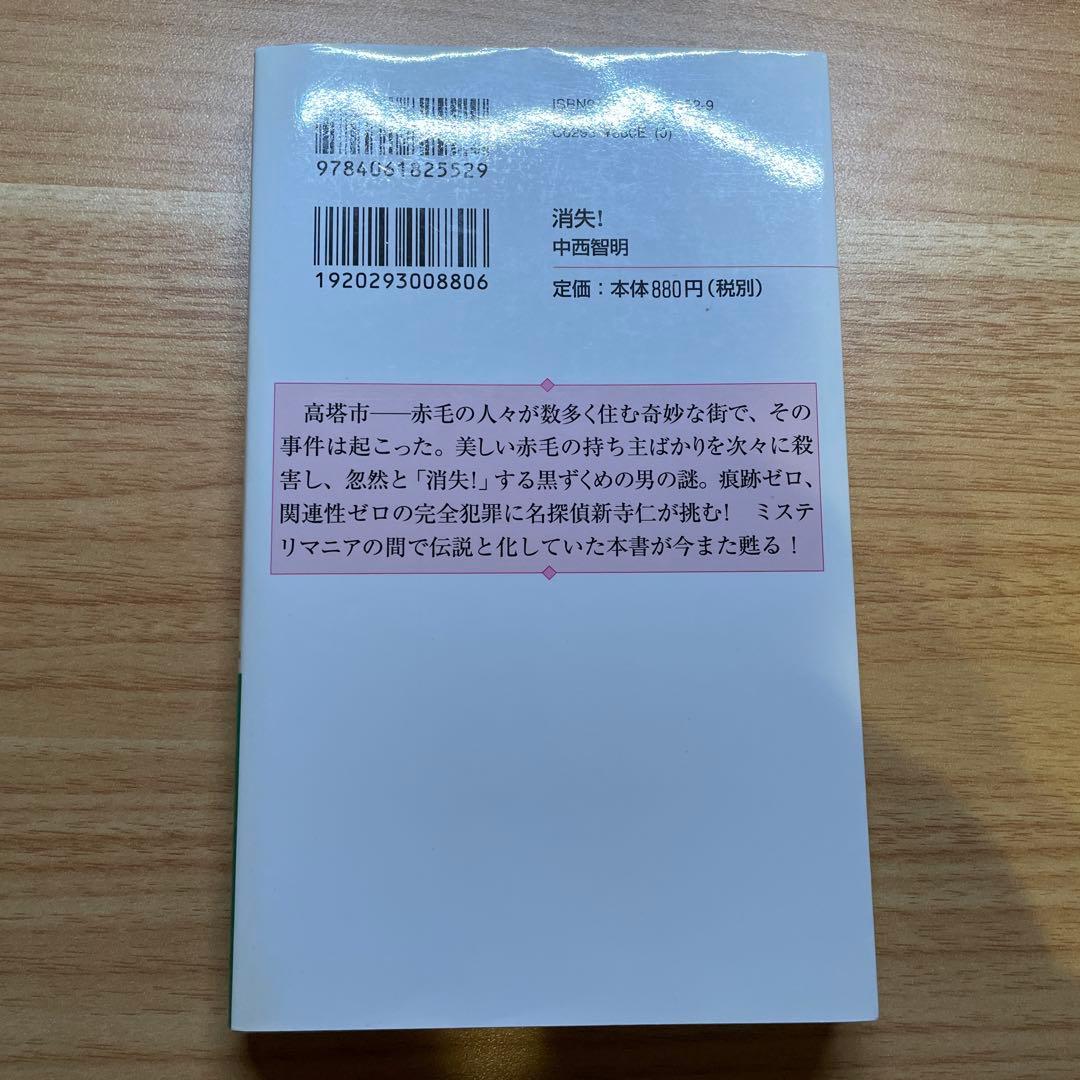 9784061825529
1920293008806
消失!
中西智明
定価：本体880円（税別）
高塔市――赤毛の人々が数多く住む奇妙な街で、その
事件は起こった。美しい赤毛の持ち主ばかりを次々に殺
害し、忽然と「消失!」する黒ずくめの男の謎。痕跡ゼロ、
関連性ゼロの完全犯罪に名探偵新寺仁が挑む!　ミステ
リマニアの間で伝説と化していた本書が今また甦る！